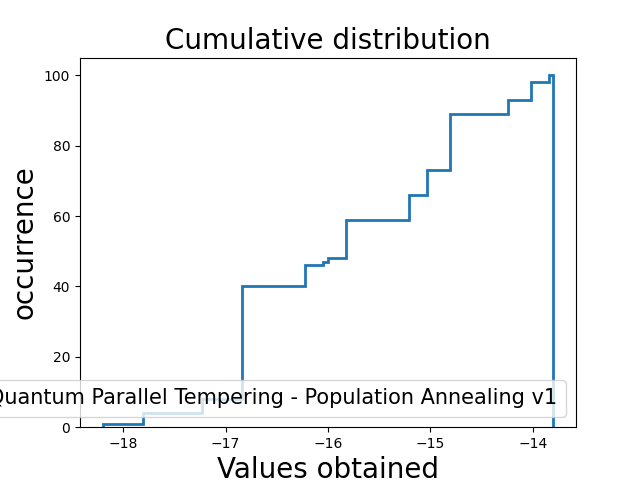 Cumulative distribution
occurrence
100
80
60
40
20
0
Quantum Parallel Tempering - Population Annealing v1
−18
−17
−16
−15
−14
Values obtained